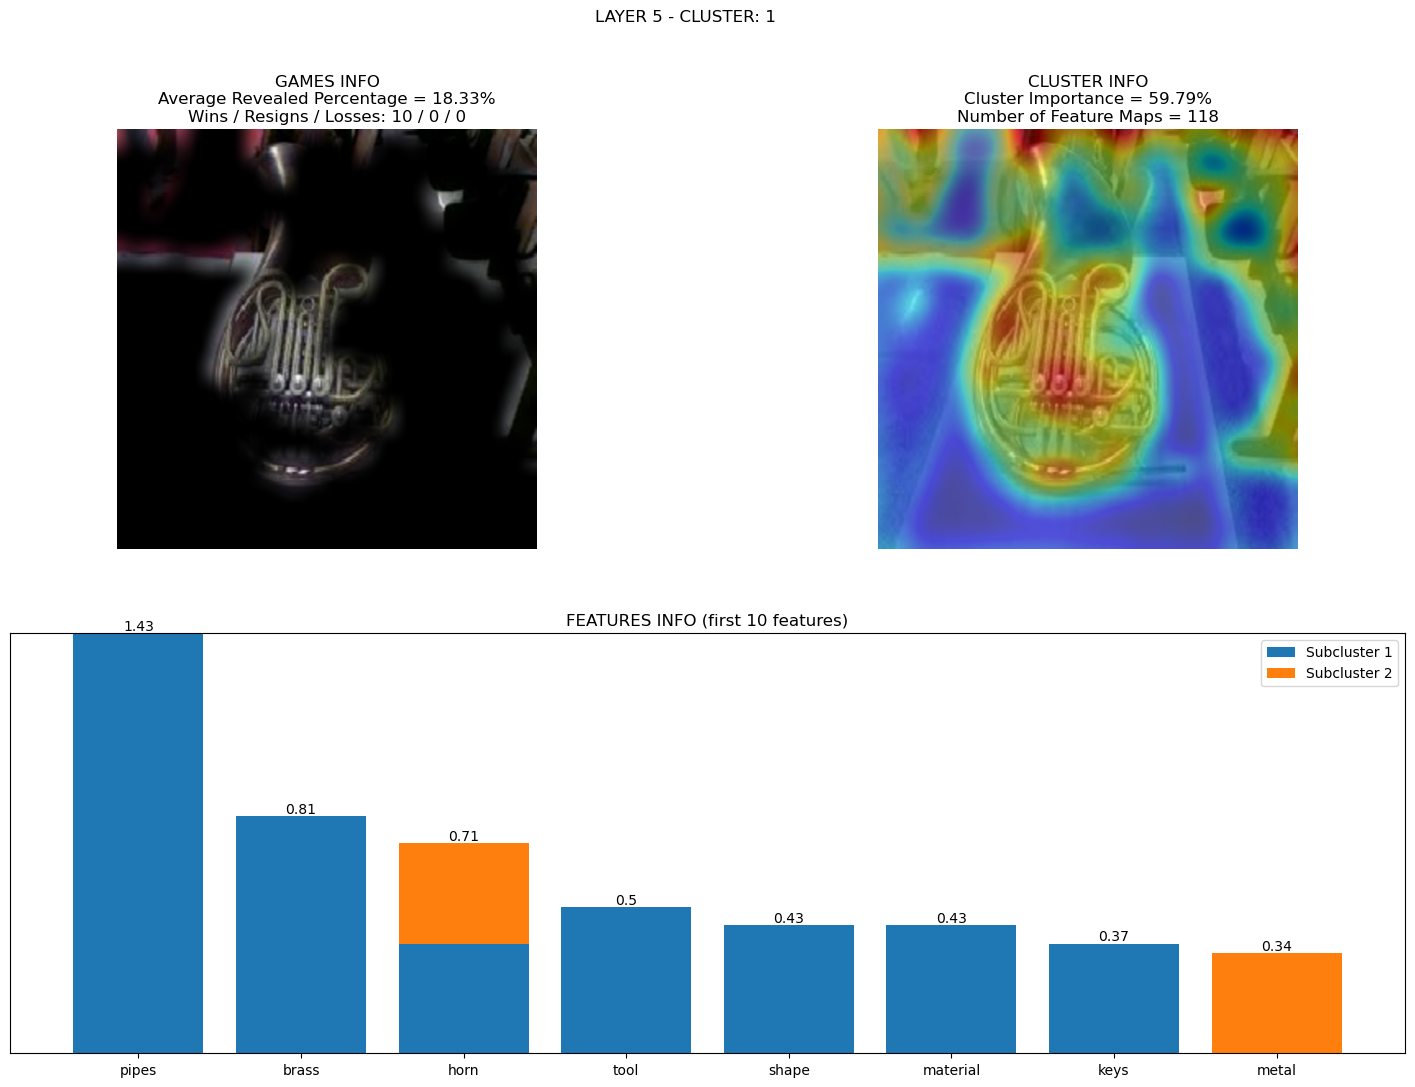 LAYER 5 - CLUSTER: 1
GAMES INFO
Average Revealed Percentage = 18.33%
Wins / Resigns / Losses: 10 / 0 / 0
CLUSTER INFO
Cluster Importance = 59.79%
Number of Feature Maps = 118
FEATURES INFO (first 10 features)
1.43
0.81
0.71
0.5
0.43
0.43
0.37
0.34
Subcluster 1
Subcluster 2
pipes
brass
horn
tool
shape
material
keys
metal